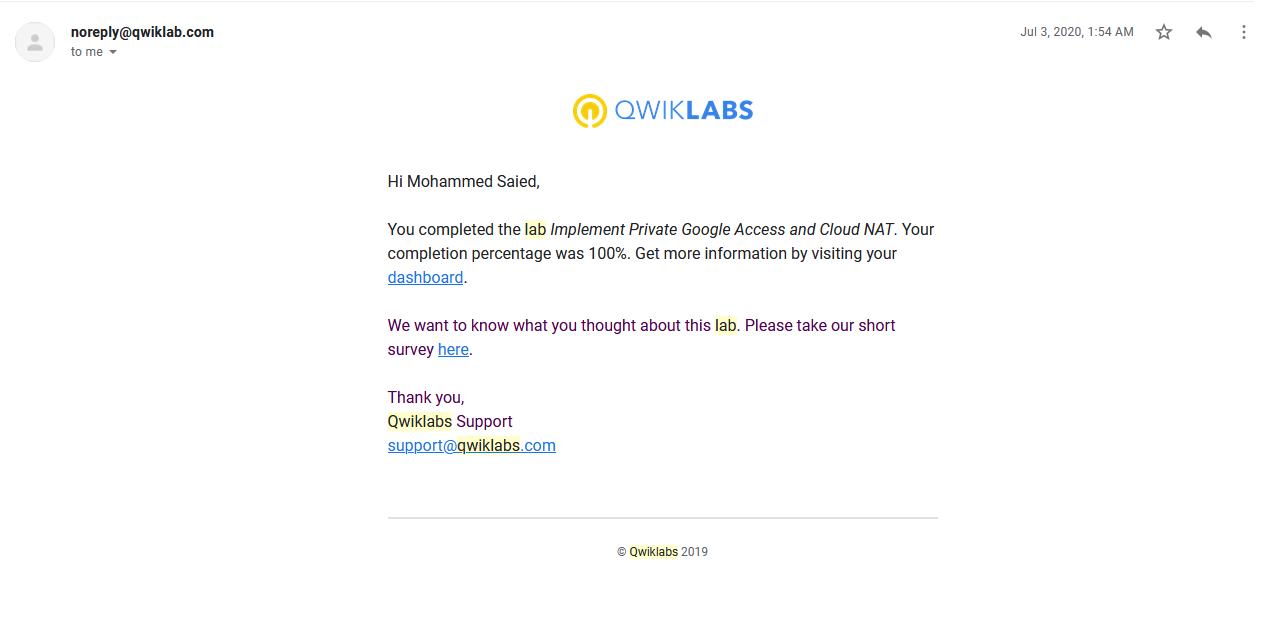 noreply@qwiklab.com
Jul 3, 2020, 1:54 AM
to me
QWIKLABS
Hi Mohammed Saied,
You completed the lab Implement Private Google Access and Cloud NAT. Your
completion percentage was 100%. Get more information by visiting your
dashboard.
We want to know what you thought about this lab. Please take our short
survey here.
Thank you,
Qwiklabs Support
support@qwiklabs.com
© Qwiklabs 2019